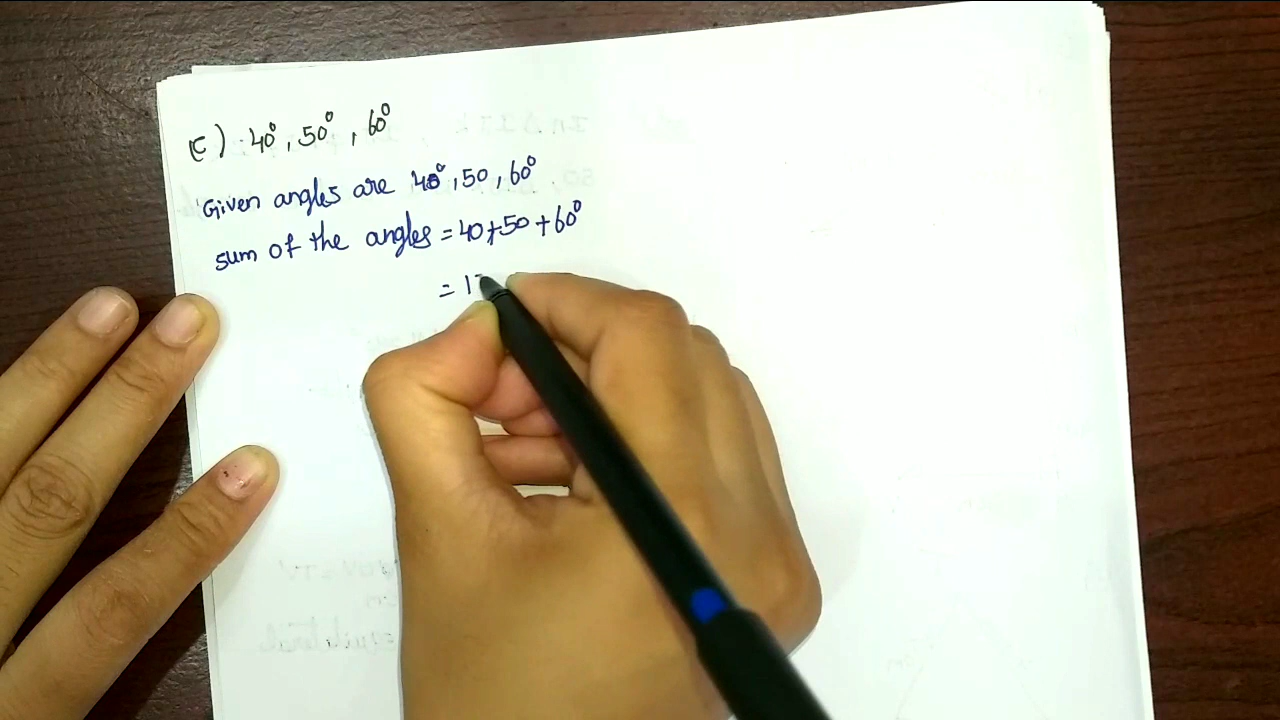 (c) 40°, 50°, 60°
Given angles are 40°, 50, 60°
sum of the angles = 40+50+60°
= 1